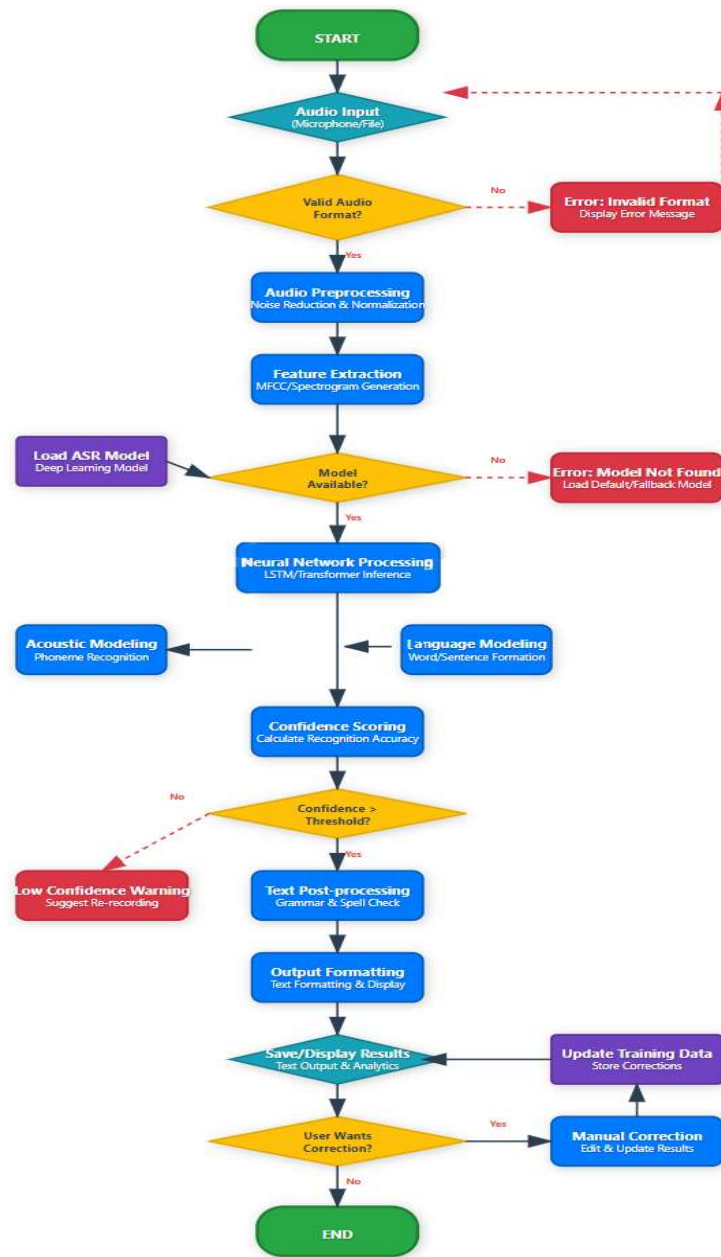 START
Audio Input
(Microphone/File)
Valid Audio
Format?
No
Error: Invalid Format
Display Error Message
Yes
Audio Preprocessing
Noise Reduction & Normalization
Feature Extraction
MFCC/Spectrogram Generation
Load ASR Model
Deep Learning Model
Model
Available?
No
Error: Model Not Found
Load Default/Fallback Model
Yes
Neural Network Processing
LSTM/Transformer Inference
Acoustic Modeling
Phoneme Recognition
Language Modeling
Word/Sentence Formation
Confidence Scoring
Calculate Recognition Accuracy
No
Confidence >
Threshold?
Yes
Low Confidence Warning
Suggest Re-recording
Text Post-processing
Grammar & Spell Check
Output Formatting
Text Formatting & Display
Save/Display Results
Text Output & Analytics
Update Training Data
Store Corrections
User Wants
Correction?
Yes
Manual Correction
Edit & Update Results
No
END